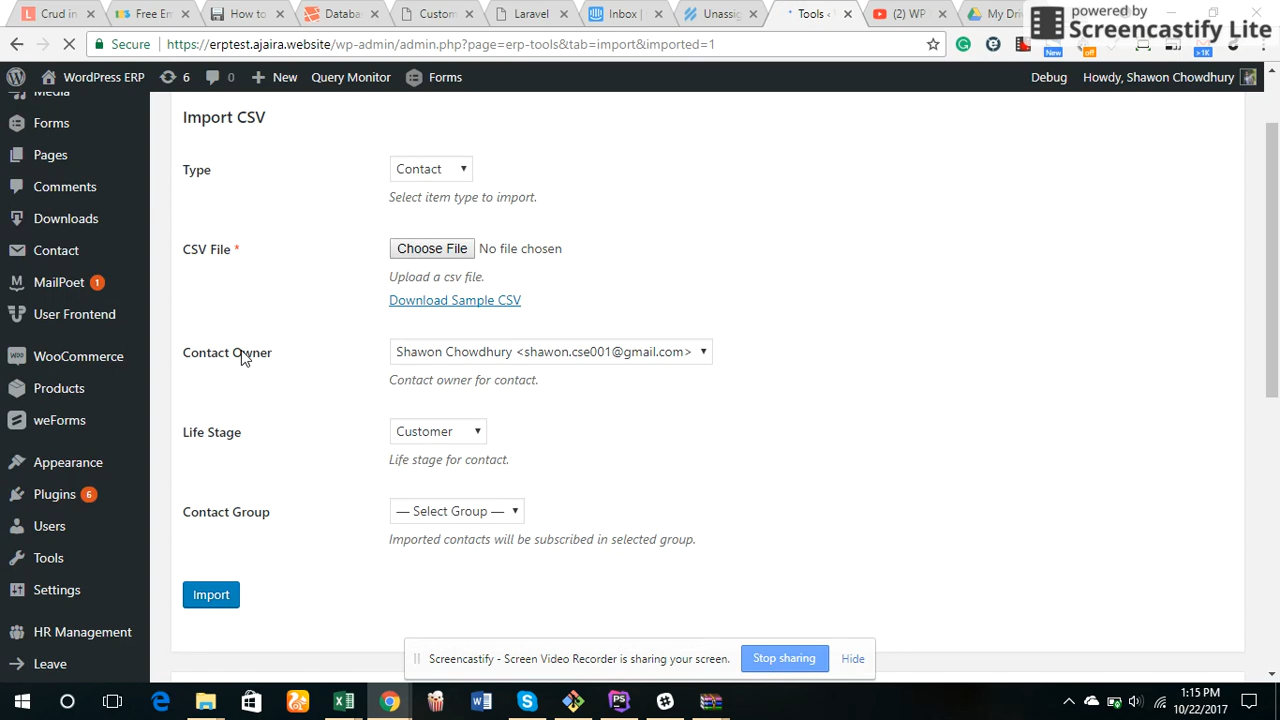 Crud in
Free En
How to
Datab
Custom
Laravel
Inbox |
Unassig
Tools ‹
(2) WP
My Dri
powered by
Screencastify Lite
Secure
https://erptest.ajaira.website/wp-admin/admin.php?page=erp-tools&tab=import&imported=1
New
off
>1K
WordPress ERP
6
0
New
Query Monitor
Forms
Debug
Howdy, Shawon Chowdhury
Media
Forms
Pages
Comments
Downloads
Contact
MailPoet 1
User Frontend
WooCommerce
Products
weForms
Appearance
Plugins 6
Users
Tools
Settings
HR Management
Leave
Import CSV
Type
Contact
Select item type to import.
CSV File *
Choose File No file chosen
Upload a csv file.
Download Sample CSV
Contact Owner
Shawon Chowdhury <shawon.cse001@gmail.com>
Contact owner for contact.
Life Stage
Customer
Life stage for contact.
Contact Group
— Select Group —
Imported contacts will be subscribed in selected group.
Import
Screencastify - Screen Video Recorder is sharing your screen.
Stop sharing
Hide
1:15 PM
10/22/2017